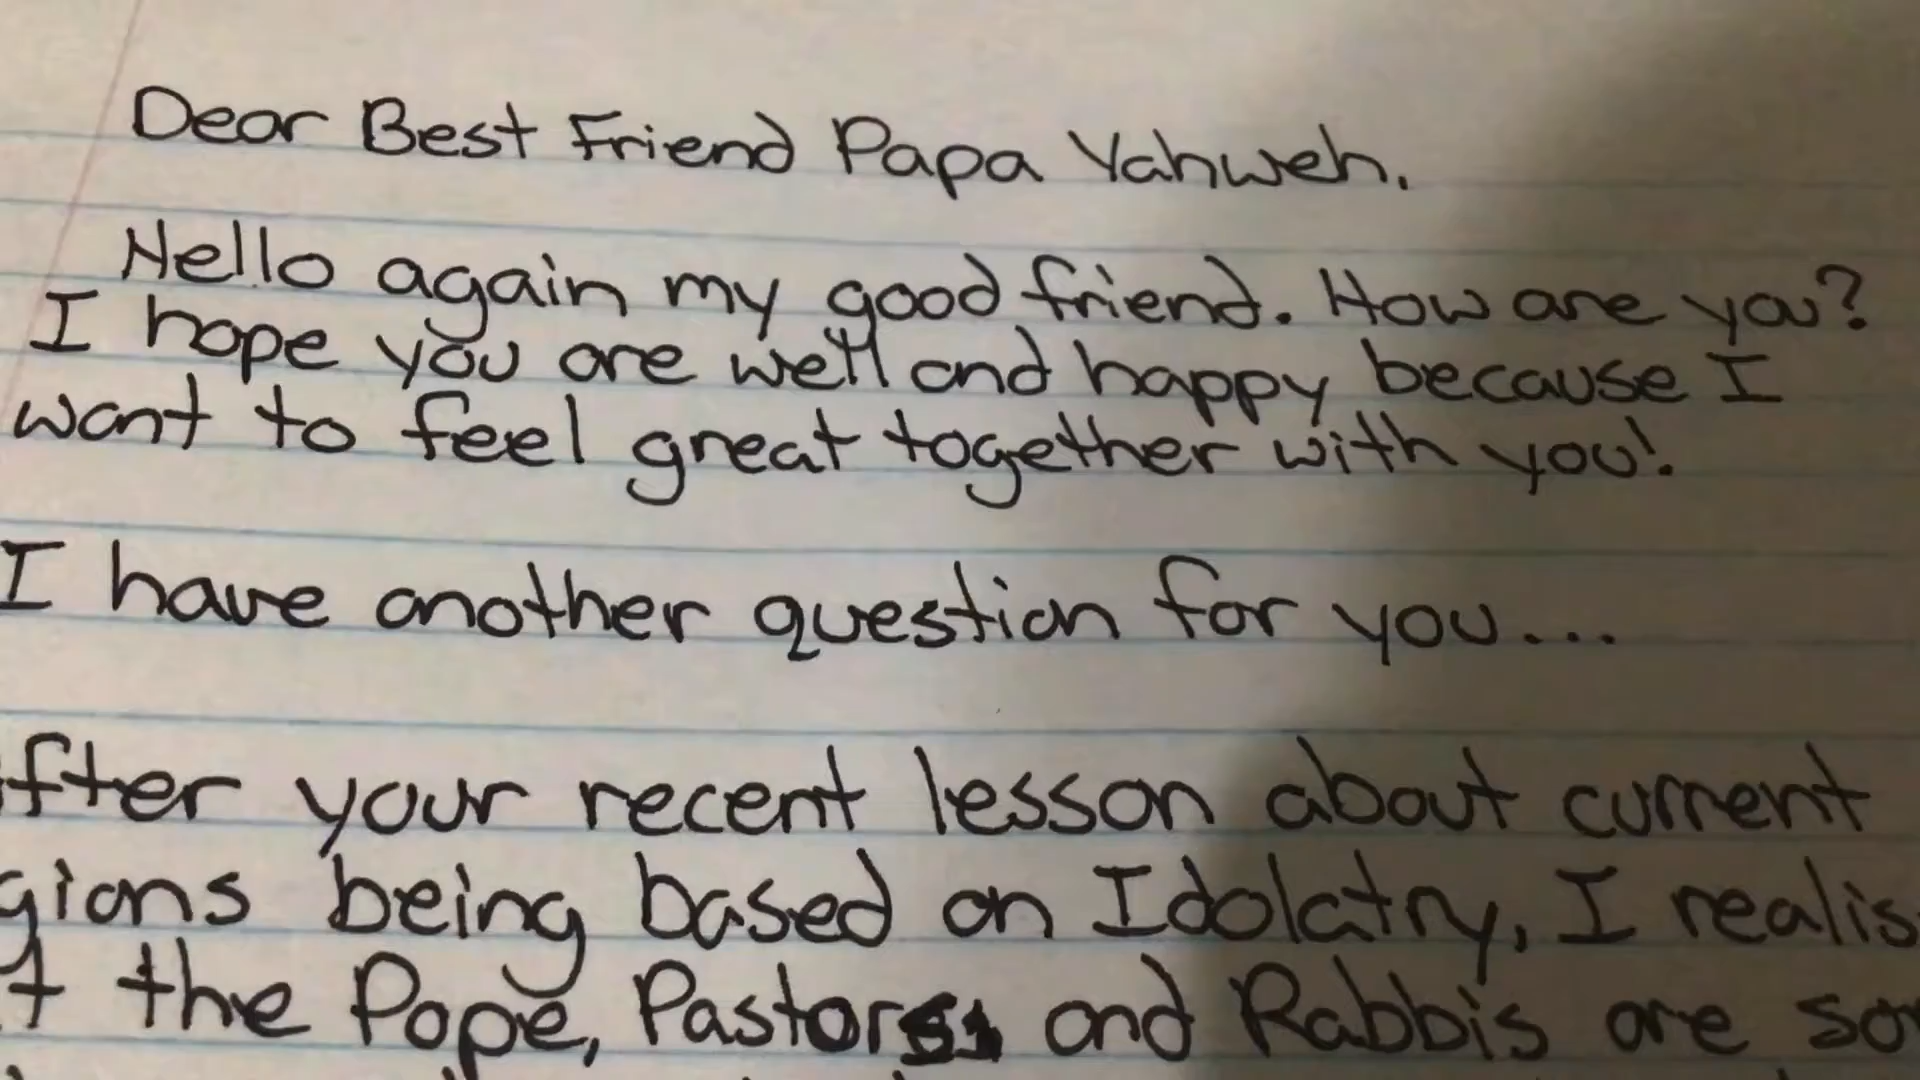 Dear Best Friend Papa Yahweh.
Hello again my good friend. How are you?
I hope you are well and happy because I
want to feel great together with you!
I have another question for you...
fter your recent lesson about current
gions being based on Idolatry, I realis
t the Pope, Pastors, and Rabbis are so